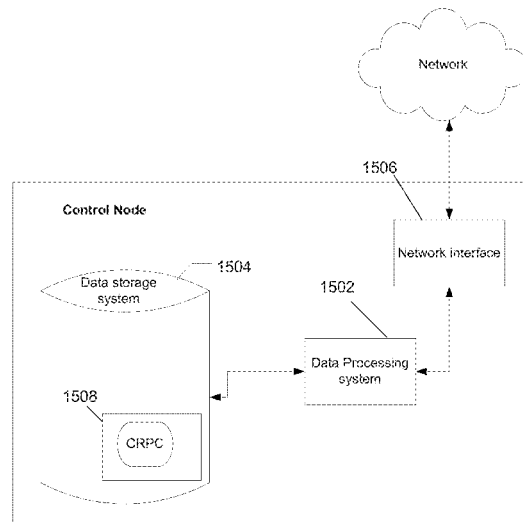 Network
1506
Control Node
Network Interface
1504
Data storage
system
1502
Data Processing
system
1508
CRPC